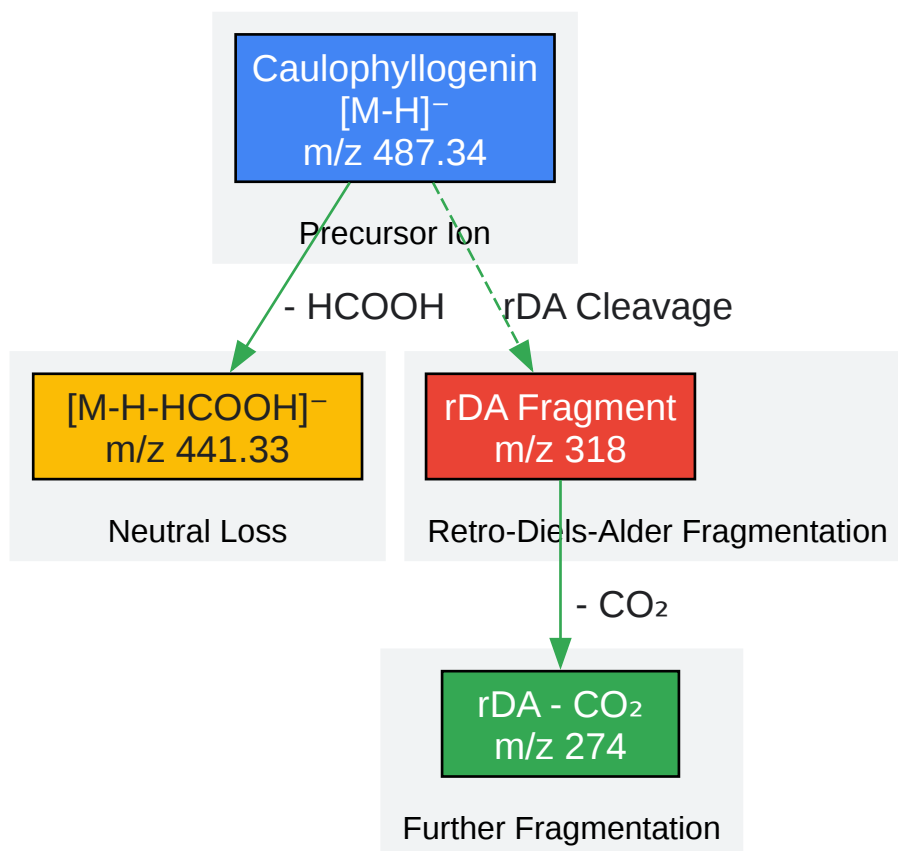 Caulophyllogenin
[M-H]⁻
m/z 487.34
Precursor Ion
- HCOOH
rDA Cleavage
[M-H-HCOOH]⁻
m/z 441.33
Neutral Loss
rDA Fragment
m/z 318
Retro-Diels-Alder Fragmentation
- CO₂
rDA - CO₂
m/z 274
Further Fragmentation